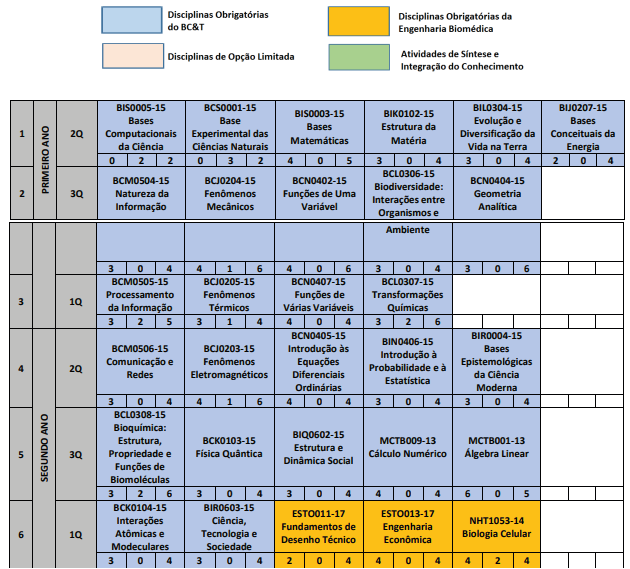 Disciplinas Obrigatórias
do BC&T
Disciplinas Obrigatórias da
Engenharia Biomédica
Disciplinas de Opção Limitada
Atividades de Síntese e
Integração do Conhecimento
PRIMEIRO ANO
1
2Q
BIS0005-15
Bases
Computacionais
da Ciência
0 2 2
BCS0001-15
Base
Experimental das
Ciências Naturais
0 3 2
BIS0003-15
Bases
Matemáticas
4 0 5
BIK0102-15
Estrutura da
Matéria
3 0 4
BIL0304-15
Evolução e
Diversificação da
Vida na Terra
3 0 4
BIJ0207-15
Bases
Conceituais da
Energia
2 0 4
2
3Q
BCM0504-15
Natureza da
Informação
BCJ0204-15
Fenômenos
Mecânicos
BCN0402-15
Funções de Uma
Variável
BCL0306-15
Biodiversidade:
Interações entre
Organismos e
BCN0404-15
Geometria
Analítica
Ambiente
3 0 4
4 1 6
4 0 6
3 0 4
3 0 6
SEGUNDO ANO
3
1Q
BCM0505-15
Processamento
da Informação
3 2 5
BCJ0205-15
Fenômenos
Térmicos
3 1 4
BCN0407-15
Funções de
Várias Variáveis
4 0 4
BCL0307-15
Transformações
Químicas
3 2 6
4
2Q
BCM0506-15
Comunicação e
Redes
3 0 4
BCJ0203-15
Fenômenos
Eletromagnéticos
4 1 6
BCN0405-15
Introdução às
Equações
Diferenciais
Ordinárias
4 0 4
BIN0406-15
Introdução à
Probabilidade e à
Estatística
3 0 4
BIR0004-15
Bases
Epistemológicas
da Ciência
Moderna
3 0 4
5
3Q
BCL0308-15
Bioquímica:
Estrutura,
Propriedade e
Funções de
Biomoléculas
3 2 6
BCK0103-15
Física Quântica
3 0 4
BIQ0602-15
Estrutura e
Dinâmica Social
3 0 4
MCTB009-13
Cálculo Numérico
4 0 4
MCTB001-13
Álgebra Linear
6 0 5
6
1Q
BCK0104-15
Interações
Atômicas e
Modeculares
3 0 4
BIR0603-15
Ciência,
Tecnologia e
Sociedade
3 0 4
ESTO011-17
Fundamentos de
Desenho Técnico
2 0 4
ESTO013-17
Engenharia
Econômica
4 0 4
NHT1053-14
Biologia Celular
4 2 4